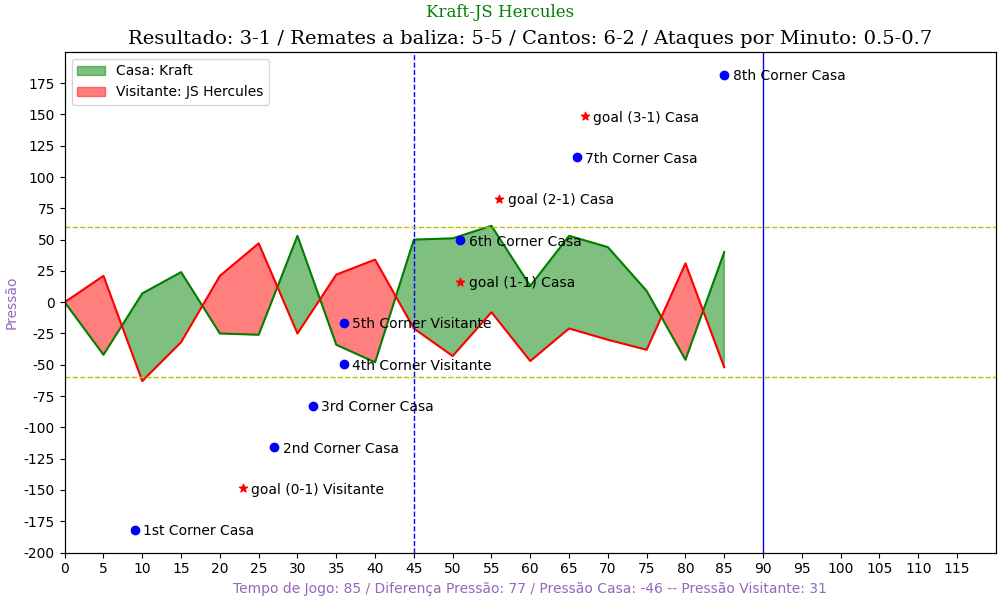 Kraft-JS Hercules
Resultado: 3-1 / Remates a baliza: 5-5 / Cantos: 6-2 / Ataques por Minuto: 0.5-0.7
Casa: Kraft
Visitante: JS Hercules
8th Corner Casa
goal (3-1) Casa
7th Corner Casa
goal (2-1) Casa
6th Corner Casa
goal (1-1) Casa
5th Corner Visitante
4th Corner Visitante
3rd Corner Casa
2nd Corner Casa
goal (0-1) Visitante
1st Corner Casa
Pressão
175
150
125
100
75
50
25
0
-25
-50
-75
-100
-125
-150
-175
-200
0 5 10 15 20 25 30 35 40 45 50 55 60 65 70 75 80 85 90 95 100 105 110 115
Tempo de Jogo: 85 / Diferença Pressão: 77 / Pressão Casa: -46 -- Pressão Visitante: 31